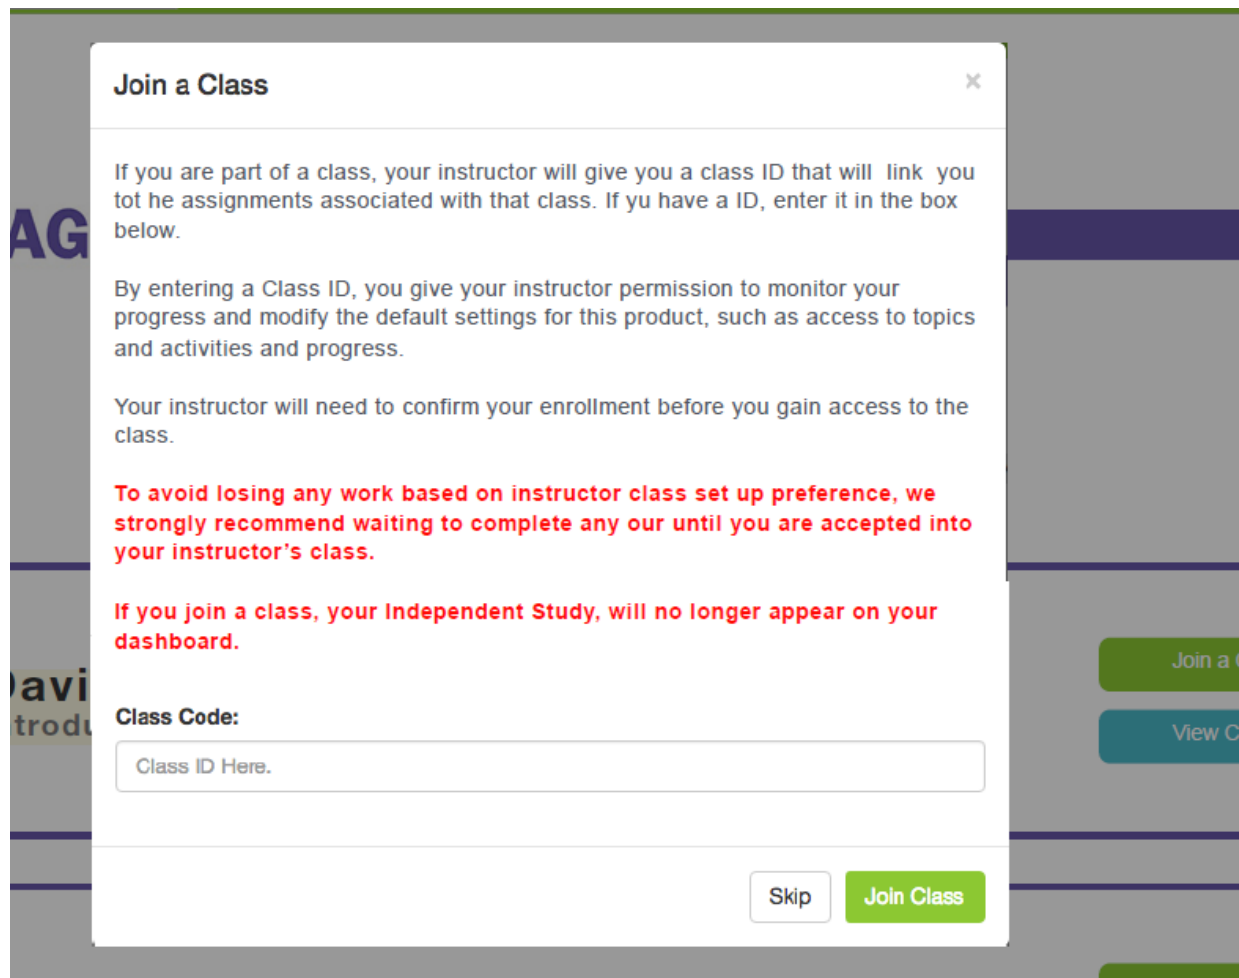 Join a Class
×
If you are part of a class, your instructor will give you a class ID that will link you
tot he assignments associated with that class. If yu have a ID, enter it in the box
below.
By entering a Class ID, you give your instructor permission to monitor your
progress and modify the default settings for this product, such as access to topics
and activities and progress.
Your instructor will need to confirm your enrollment before you gain access to the
class.
To avoid losing any work based on instructor class set up preference, we
strongly recommend waiting to complete any our until you are accepted into
your instructor’s class.
If you join a class, your Independent Study, will no longer appear on your
dashboard.
Class Code:
Class ID Here.
Skip
Join Class
AG
avi
trodu
Join a
View C